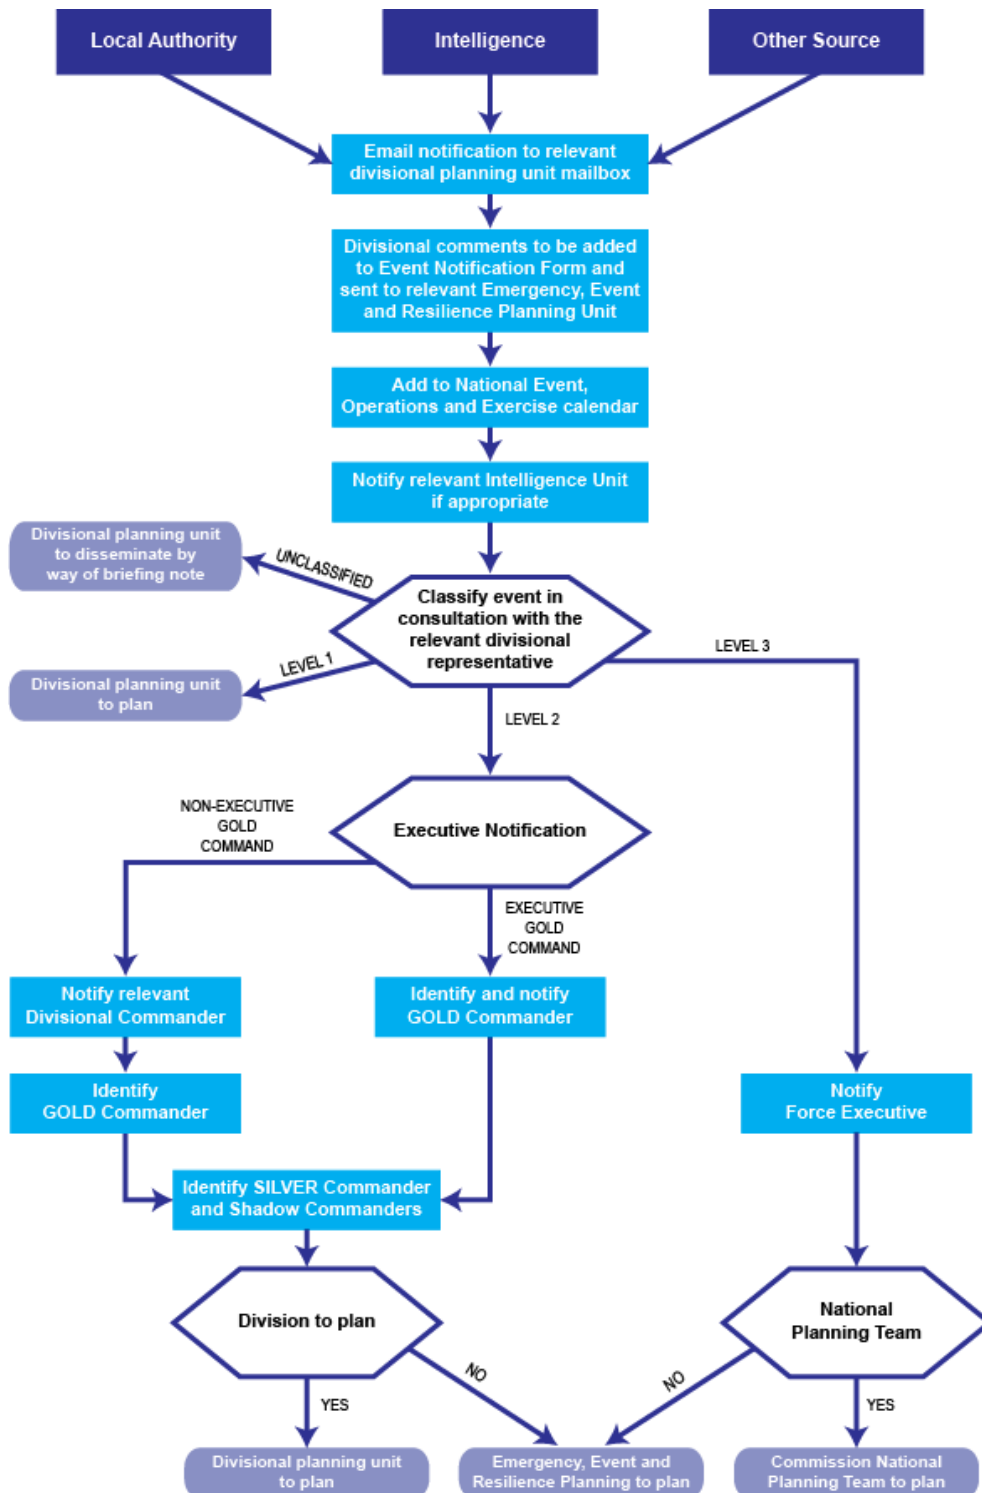 Local Authority
Intelligence
Other Source
Email notification to relevant
divisional planning unit mailbox
Divisional comments to be added
to Event Notification Form and
sent to relevant Emergency, Event
and Resilience Planning Unit
Add to National Event,
Operations and Exercise calendar
Notify relevant Intelligence Unit
if appropriate
Divisional planning unit
to disseminate by
way of briefing note
UNCLASSIFIED
Classify event in
consultation with the
relevant divisional
representative
LEVEL 1
LEVEL 3
Divisional planning unit
to plan
LEVEL 2
NON-EXECUTIVE
GOLD
COMMAND
Executive Notification
EXECUTIVE
GOLD
COMMAND
Notify relevant
Divisional Commander
Identify and notify
GOLD Commander
Identify
GOLD Commander
Notify
Force Executive
Identify SILVER Commander
and Shadow Commanders
Division to plan
National
Planning Team
NO
NO
YES
YES
Divisional planning unit
to plan
Emergency, Event and
Resilience Planning to plan
Commission National
Planning Team to plan